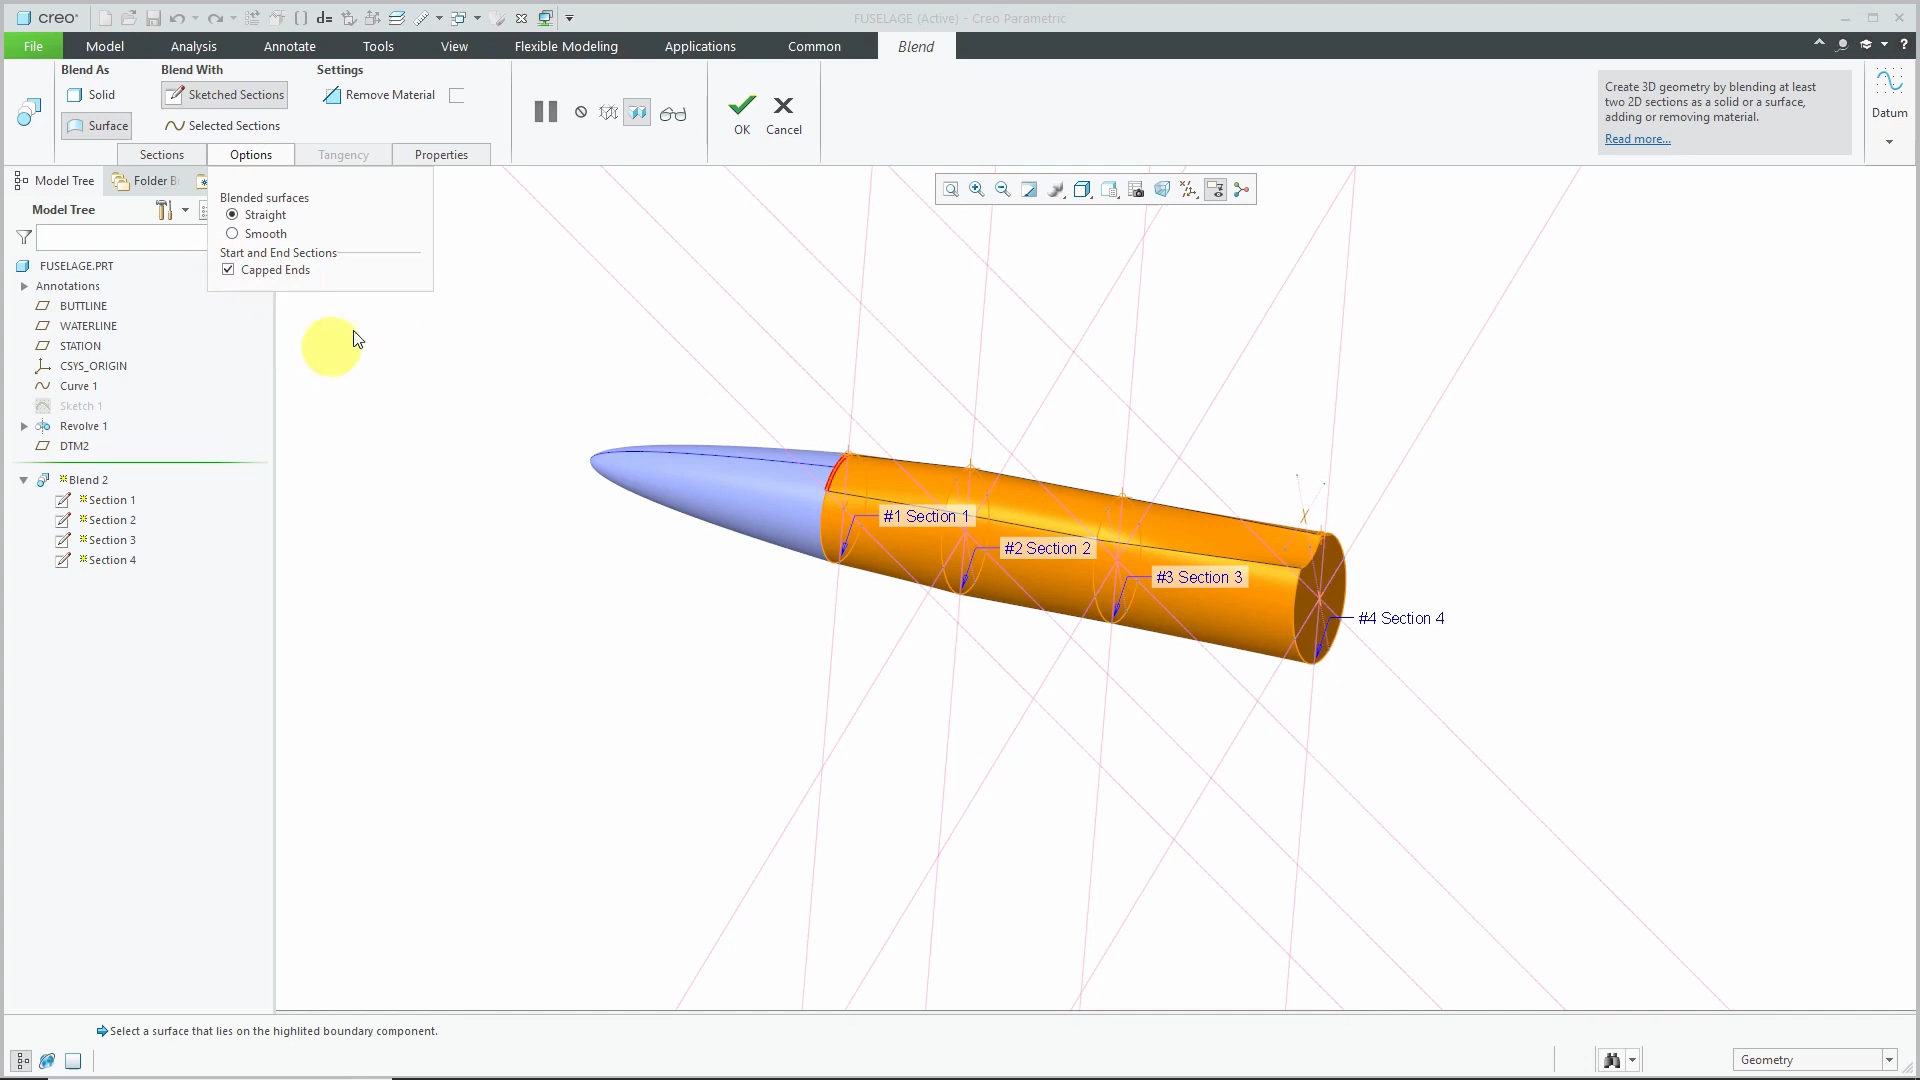 creo
d=
FUSELAGE (Active) - Creo Parametric
File
Model
Analysis
Annotate
Tools
View
Flexible Modeling
Applications
Common
Blend
?
Blend As
Blend With
Settings
Solid
Sketched Sections
Remove Material
Surface
Selected Sections
OK
Cancel
Create 3D geometry by blending at least
two 2D sections as a solid or a surface,
adding or removing material.
Read more...
Datum
Sections
Options
Tangency
Properties
Model Tree
Folder B
Model Tree
Blended surfaces
Straight
Smooth
Start and End Sections
Capped Ends
FUSELAGE.PRT
Annotations
BUTTLINE
WATERLINE
STATION
CSYS_ORIGIN
Curve 1
Sketch 1
Revolve 1
DTM2
Blend 2
Section 1
Section 2
Section 3
Section 4
#1 Section 1
#2 Section 2
#3 Section 3
#4 Section 4
Select a surface that lies on the highlited boundary component.
Geometry